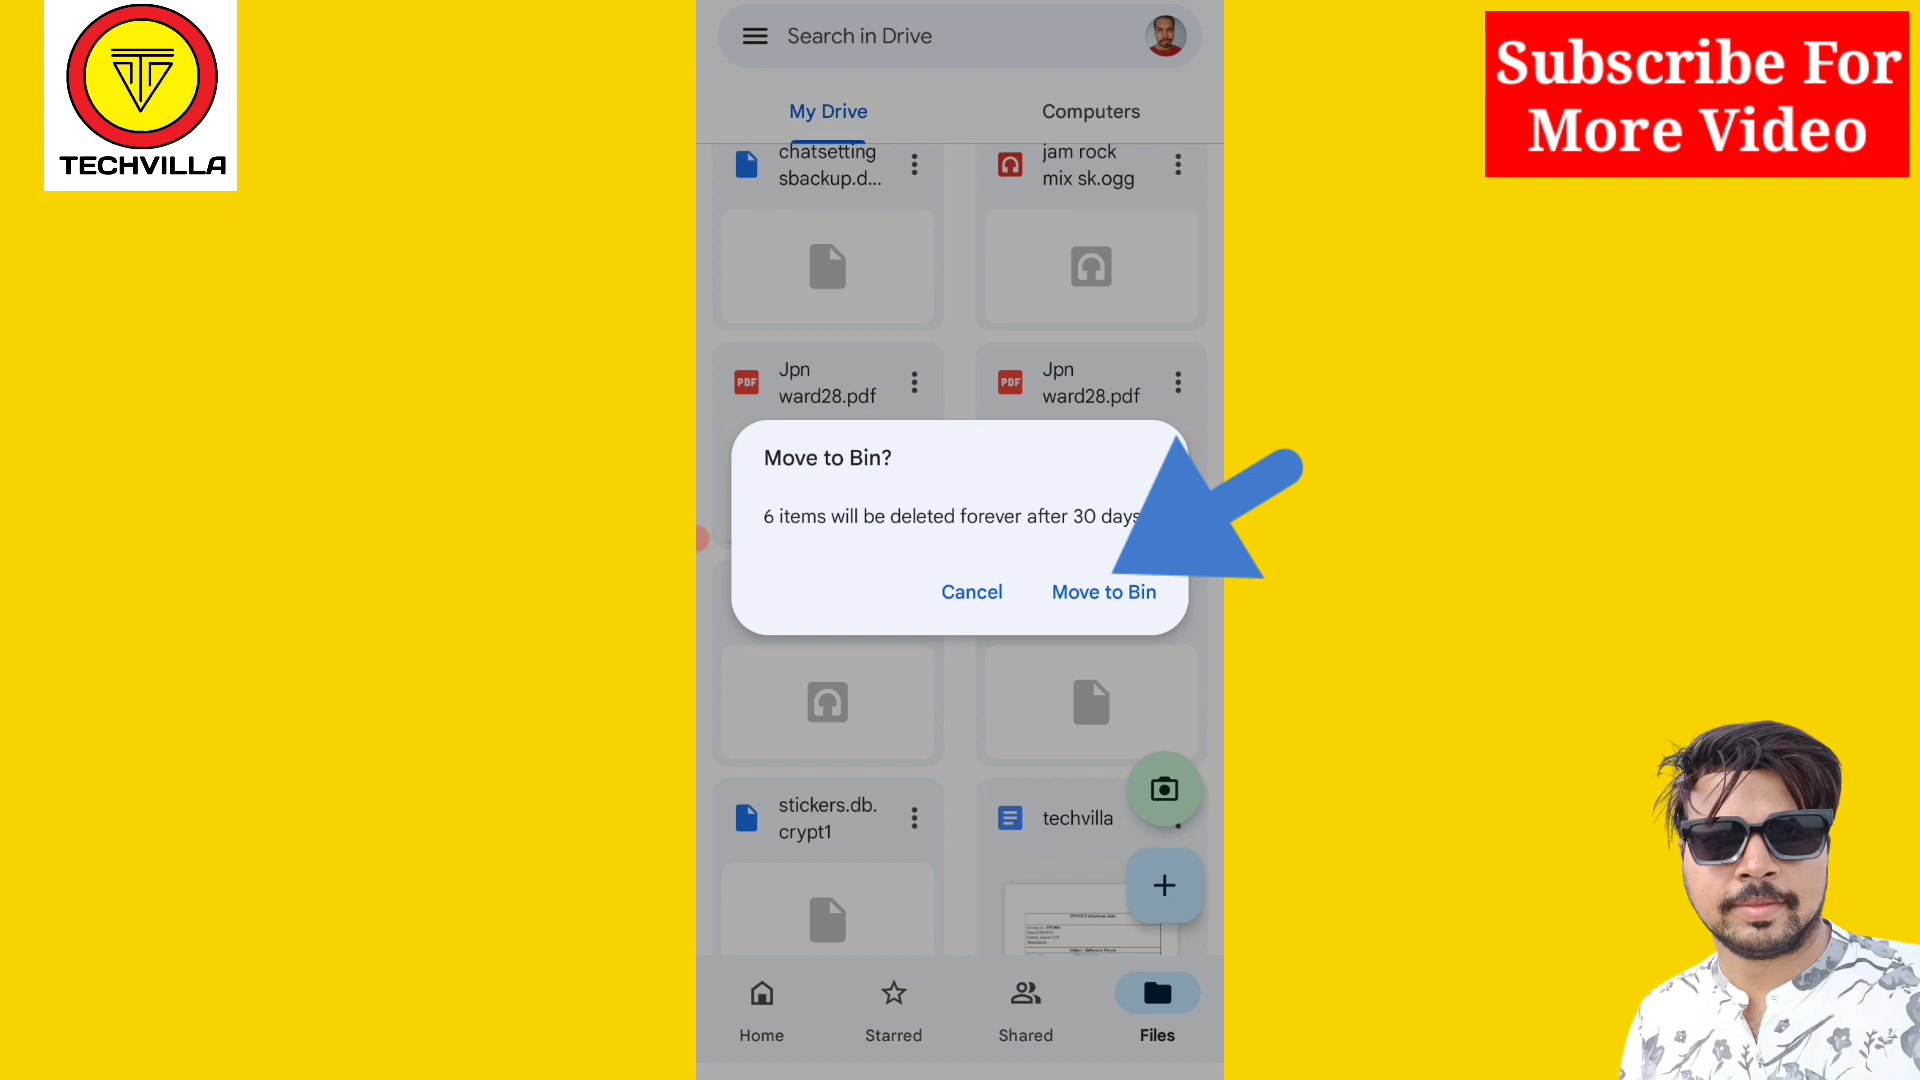 TECHVILLA
Search in Drive
Subscribe For
More Video
My Drive
Computers
chatsetting
sbackup.d...
jam rock
mix sk.ogg
PDF
Jpn
ward28.pdf
PDF
Jpn
ward28.pdf
Move to Bin?
6 items will be deleted forever after 30 days
Cancel
Move to Bin
stickers.db.
crypt1
techvilla
Home
Starred
Shared
Files